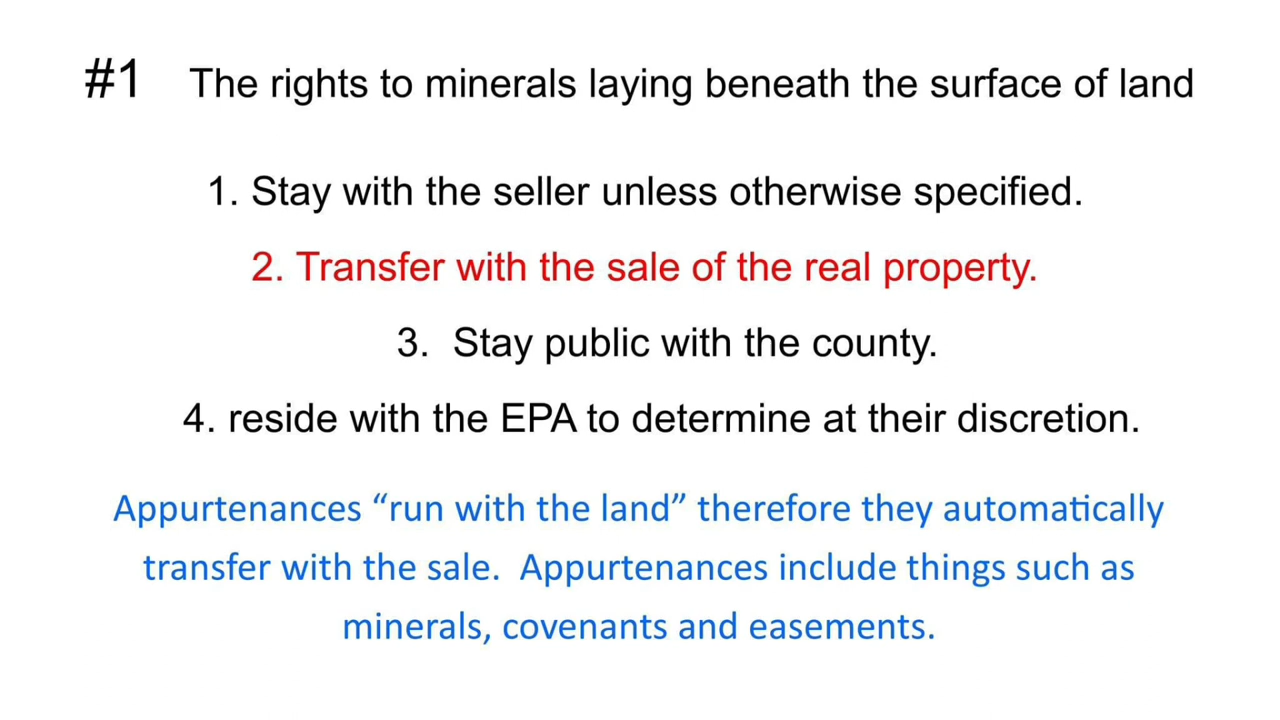 #1 The rights to minerals laying beneath the surface of land
1. Stay with the seller unless otherwise specified.
2. Transfer with the sale of the real property.
3. Stay public with the county.
4. reside with the EPA to determine at their discretion.
Appurtenances “run with the land” therefore they automatically
transfer with the sale. Appurtenances include things such as
minerals, covenants and easements.